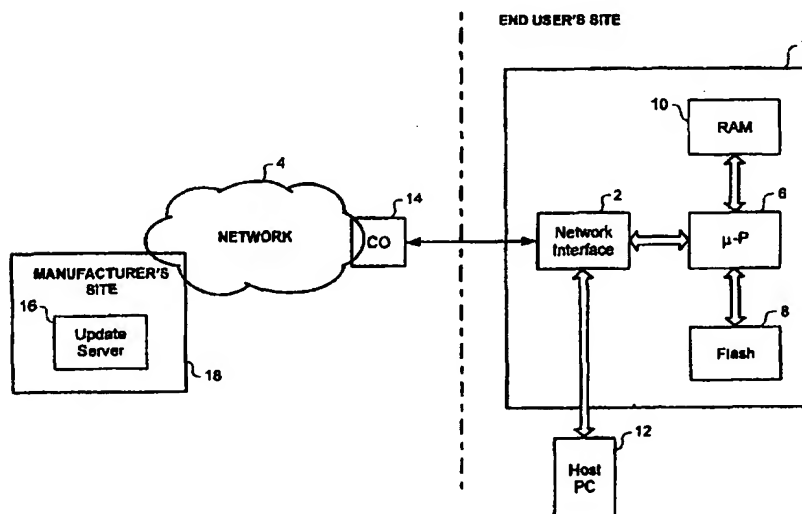 END USER'S SITE
10
RAM
4
14
2
6
NETWORK
CO
Network
Interface
µ-P
MANUFACTURER'S
SITE
16
Update
Server
8
Flash
18
12
Host
PC